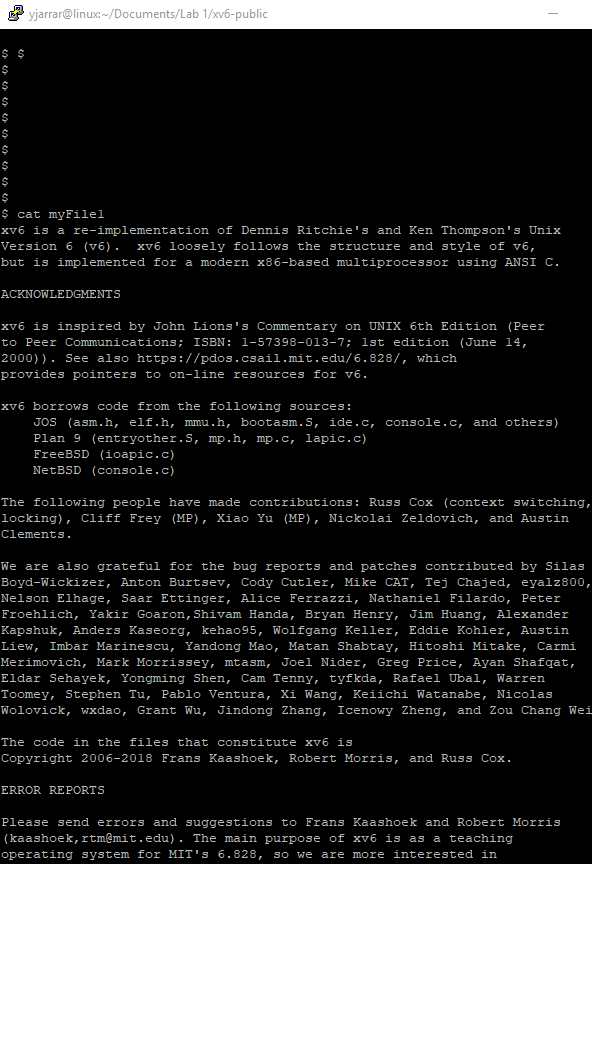 yjarrar@linux:~/Documents/Lab 1/xv6-public
$ $
$
$
$
$
$
$
$
$
$
$ cat myFile1
xv6 is a re-implementation of Dennis Ritchie's and Ken Thompson's Unix
Version 6 (v6).  xv6 loosely follows the structure and style of v6,
but is implemented for a modern x86-based multiprocessor using ANSI C.

ACKNOWLEDGMENTS

xv6 is inspired by John Lions's Commentary on UNIX 6th Edition (Peer
to Peer Communications; ISBN: 1-57398-013-7; 1st edition (June 14,
2000)). See also https://pdos.csail.mit.edu/6.828/, which
provides pointers to on-line resources for v6.

xv6 borrows code from the following sources:
    JOS (asm.h, elf.h, mmu.h, bootasm.S, ide.c, console.c, and others)
    Plan 9 (entryother.S, mp.h, mp.c, lapic.c)
    FreeBSD (ioapic.c)
    NetBSD (console.c)

The following people have made contributions: Russ Cox (context switching,
locking), Cliff Frey (MP), Xiao Yu (MP), Nickolai Zeldovich, and Austin
Clements.

We are also grateful for the bug reports and patches contributed by Silas
Boyd-Wickizer, Anton Burtsev, Cody Cutler, Mike CAT, Tej Chajed, eyalz800,
Nelson Elhage, Saar Ettinger, Alice Ferrazzi, Nathaniel Filardo, Peter
Froehlich, Yakir Goaron,Shivam Handa, Bryan Henry, Jim Huang, Alexander
Kapshuk, Anders Kaseorg, kehao95, Wolfgang Keller, Eddie Kohler, Austin
Liew, Imbar Marinescu, Yandong Mao, Matan Shabtay, Hitoshi Mitake, Carmi
Merimovich, Mark Morrissey, mtasm, Joel Nider, Greg Price, Ayan Shafqat,
Eldar Sehayek, Yongming Shen, Cam Tenny, tyfkda, Rafael Ubal, Warren
Toomey, Stephen Tu, Pablo Ventura, Xi Wang, Keiichi Watanabe, Nicolas
Wolovick, wxdao, Grant Wu, Jindong Zhang, Icenowy Zheng, and Zou Chang Wei

The code in the files that constitute xv6 is
Copyright 2006-2018 Frans Kaashoek, Robert Morris, and Russ Cox.

ERROR REPORTS

Please send errors and suggestions to Frans Kaashoek and Robert Morris
(kaashoek,rtm@mit.edu). The main purpose of xv6 is as a teaching
operating system for MIT's 6.828, so we are more interested in